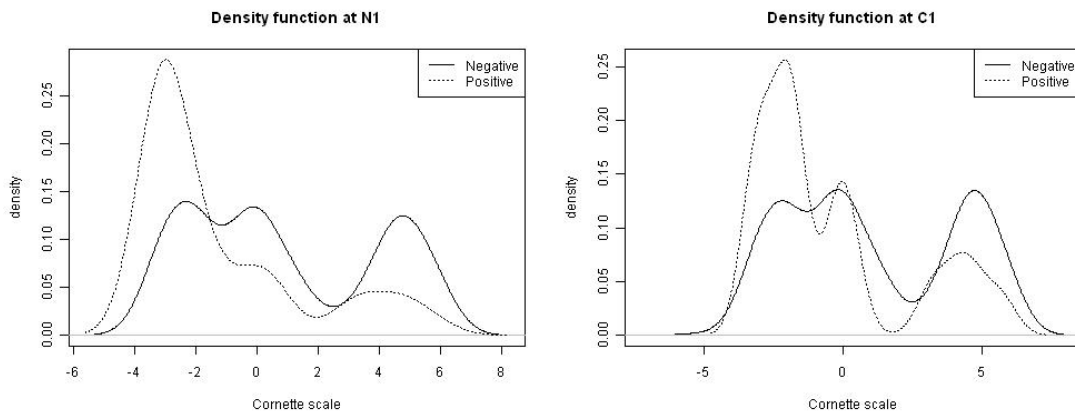 Density function at N1
Negative
Positive
density
0.00 0.05 0.10 0.15 0.20 0.25
-6 -4 -2 0 2 4 6 8
Cornette scale
Density function at C1
Negative
Positive
density
0.00 0.05 0.10 0.15 0.20 0.25
-5 0 5
Cornette scale